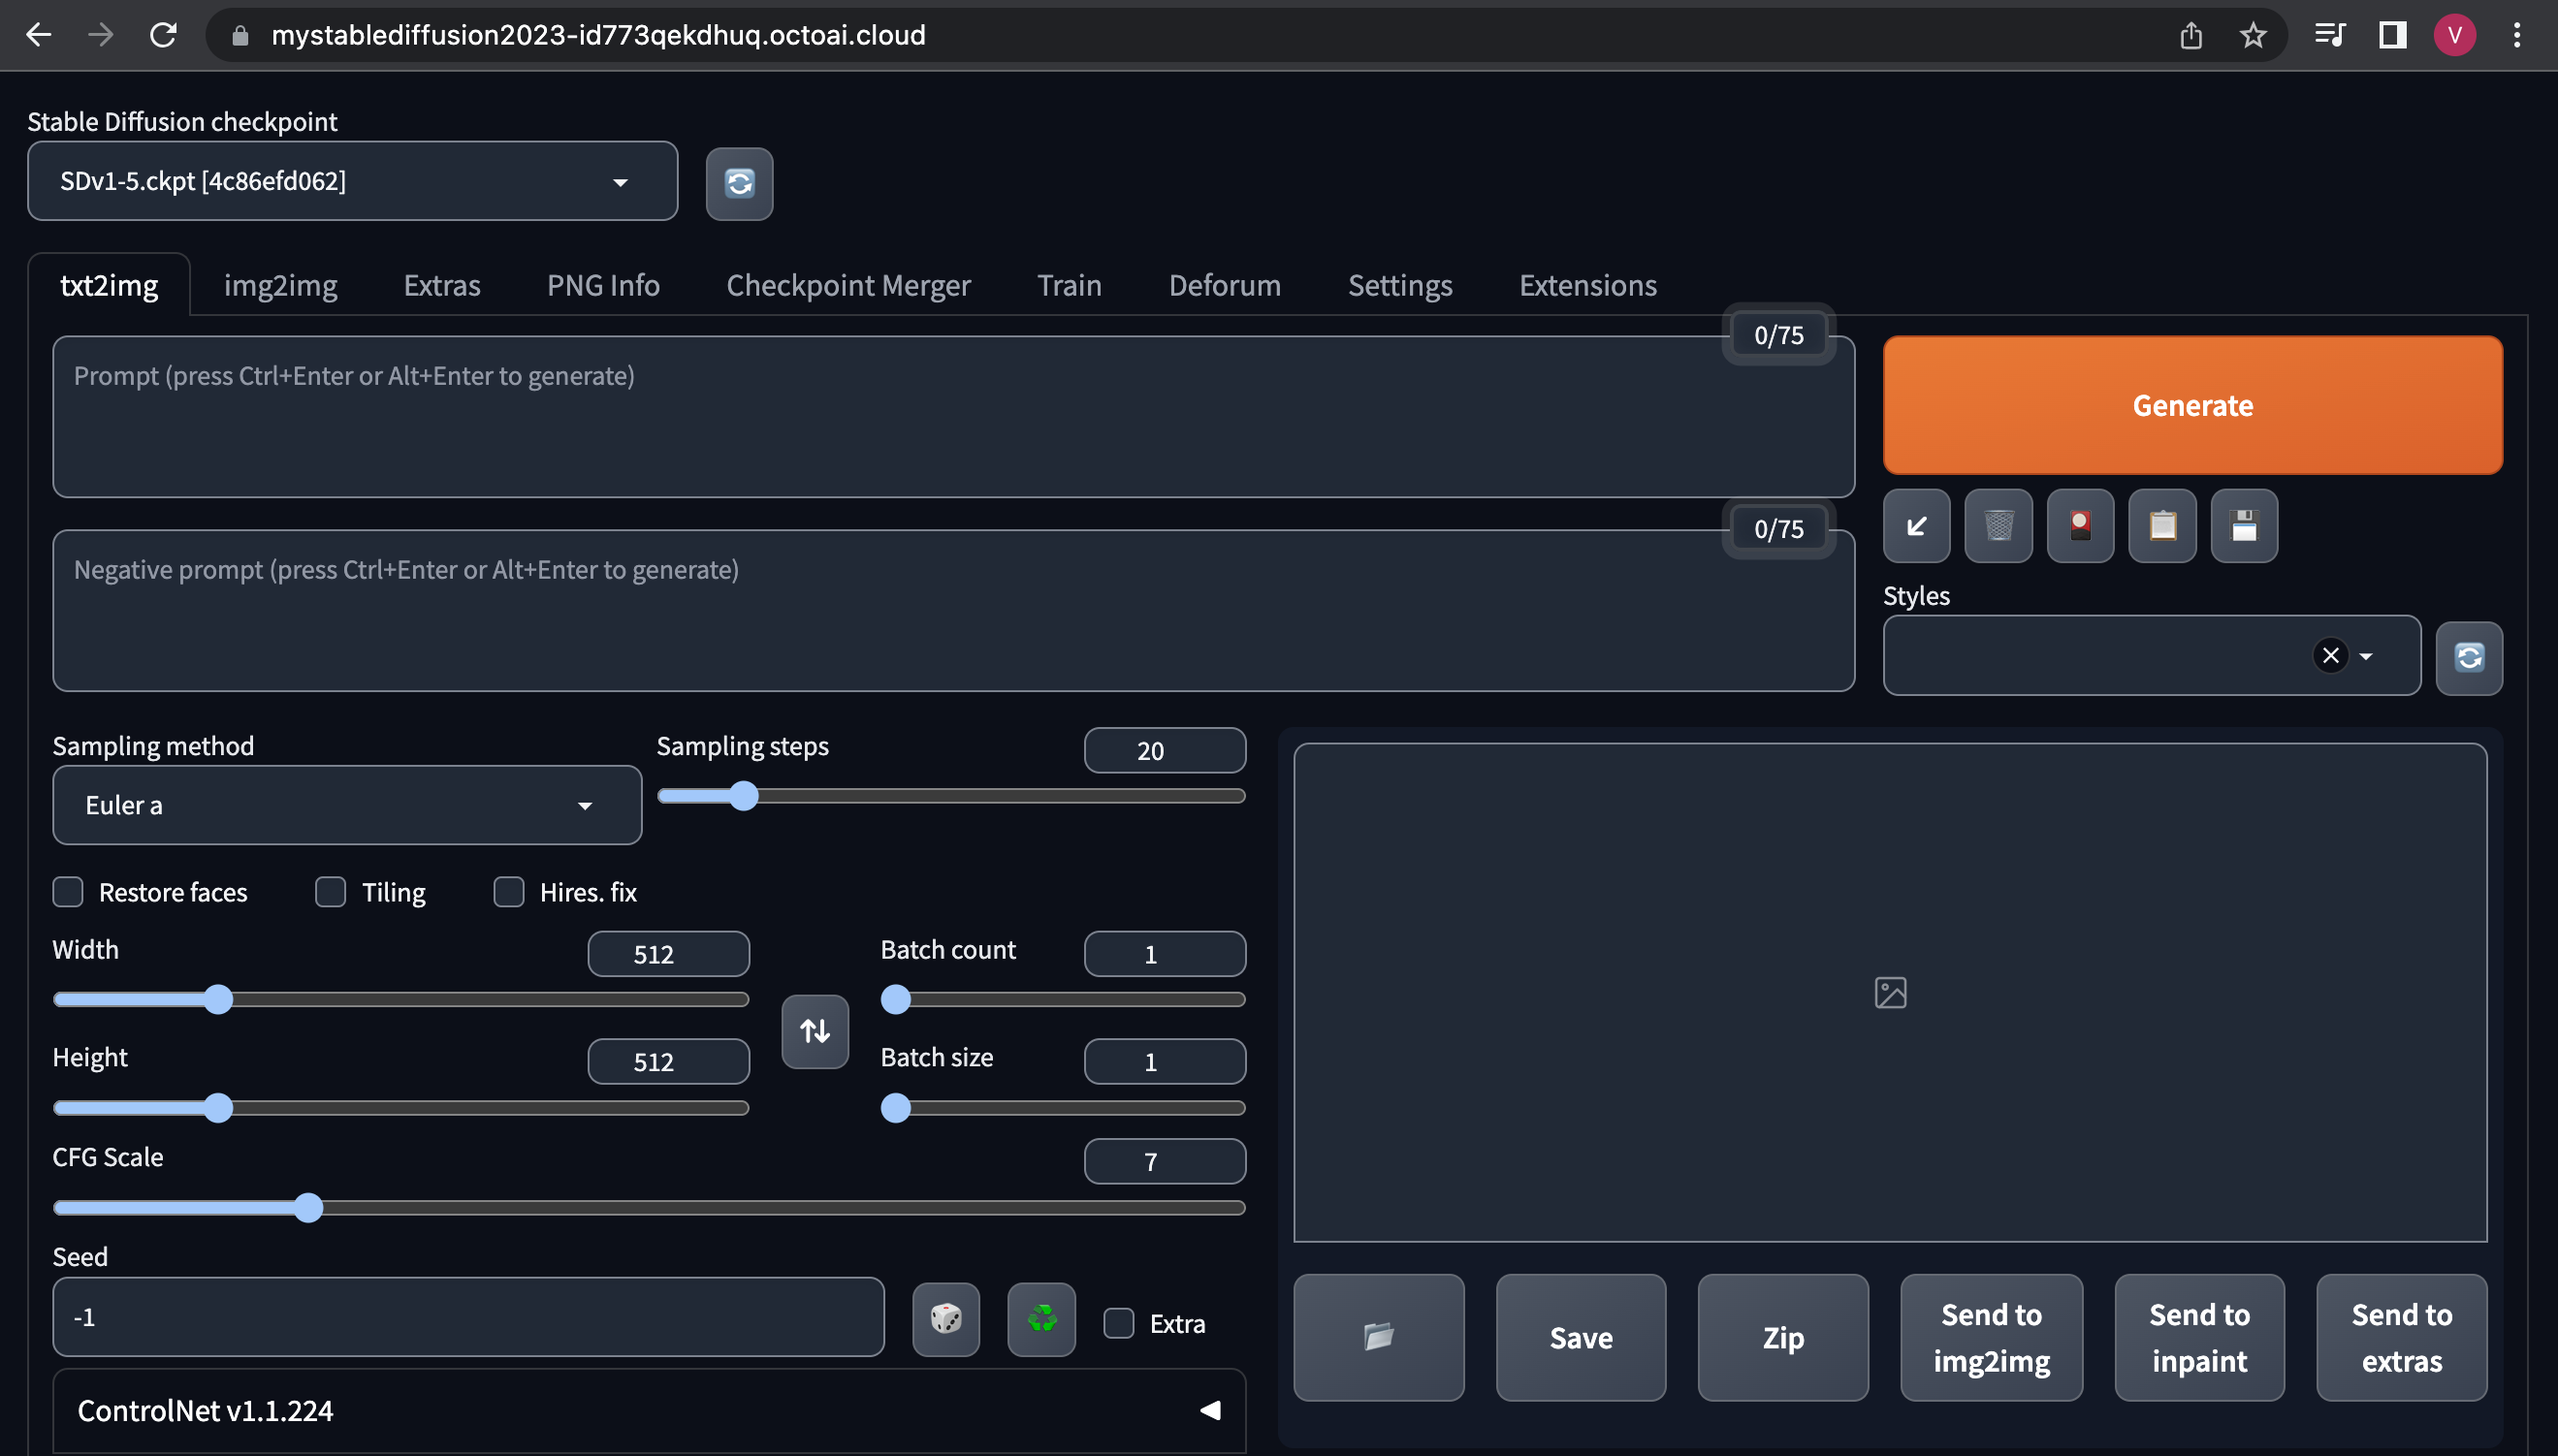 mystablediffusion2023-id773qekdhuq.octoai.cloud
V
Stable Diffusion checkpoint
SDv1-5.ckpt [4c86efd062]
txt2img img2img Extras PNG Info Checkpoint Merger Train Deforum Settings Extensions
0/75
Prompt (press Ctrl+Enter or Alt+Enter to generate)
Generate
0/75
Negative prompt (press Ctrl+Enter or Alt+Enter to generate)
Styles
Sampling method
Euler a
Sampling steps
20
Restore faces Tiling Hires. fix
Width
512
Batch count
1
Height
512
Batch size
1
CFG Scale
7
Seed
-1
Extra
Save
Zip
Send to
img2img
Send to
inpaint
Send to
extras
ControlNet v1.1.224